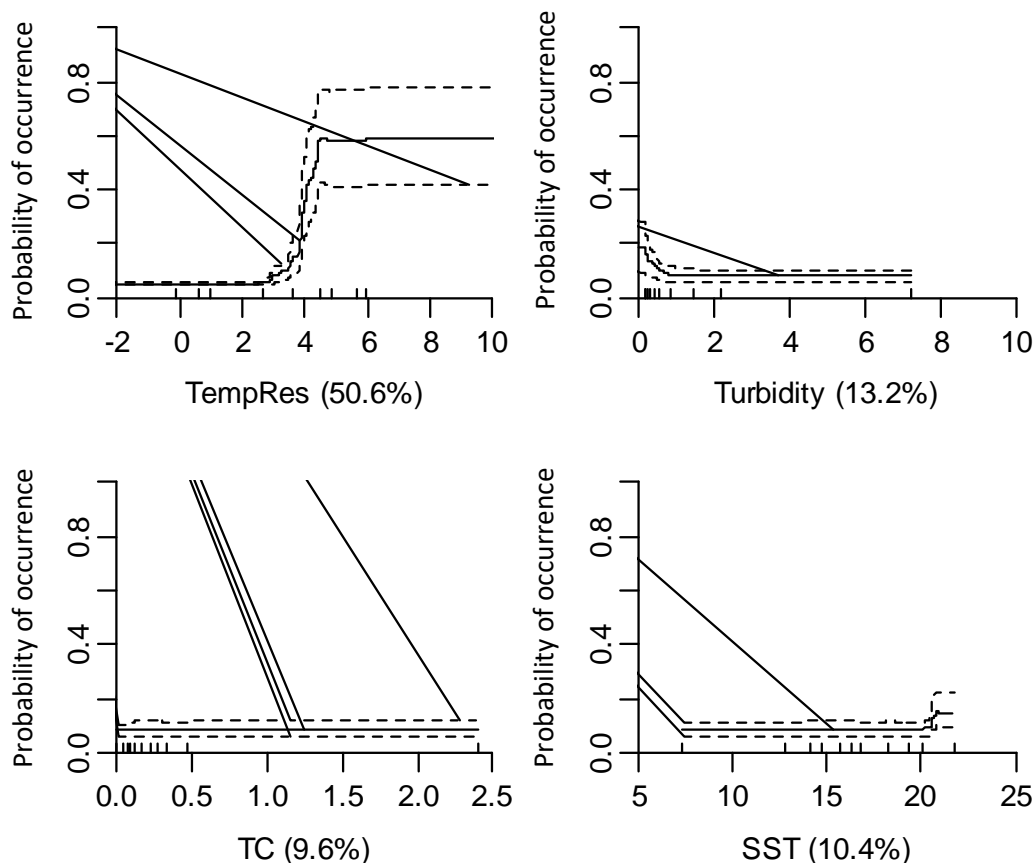 Probability of occurrence
0.0 0.4 0.8
-2 0 2 4 6 8 10
TempRes (50.6%)
Probability of occurrence
0.0 0.4 0.8
0 2 4 6 8 10
Turbidity (13.2%)
Probability of occurrence
0.0 0.4 0.8
0.0 0.5 1.0 1.5 2.0 2.5
TC (9.6%)
Probability of occurrence
0.0 0.4 0.8
5 10 15 20 25
SST (10.4%)